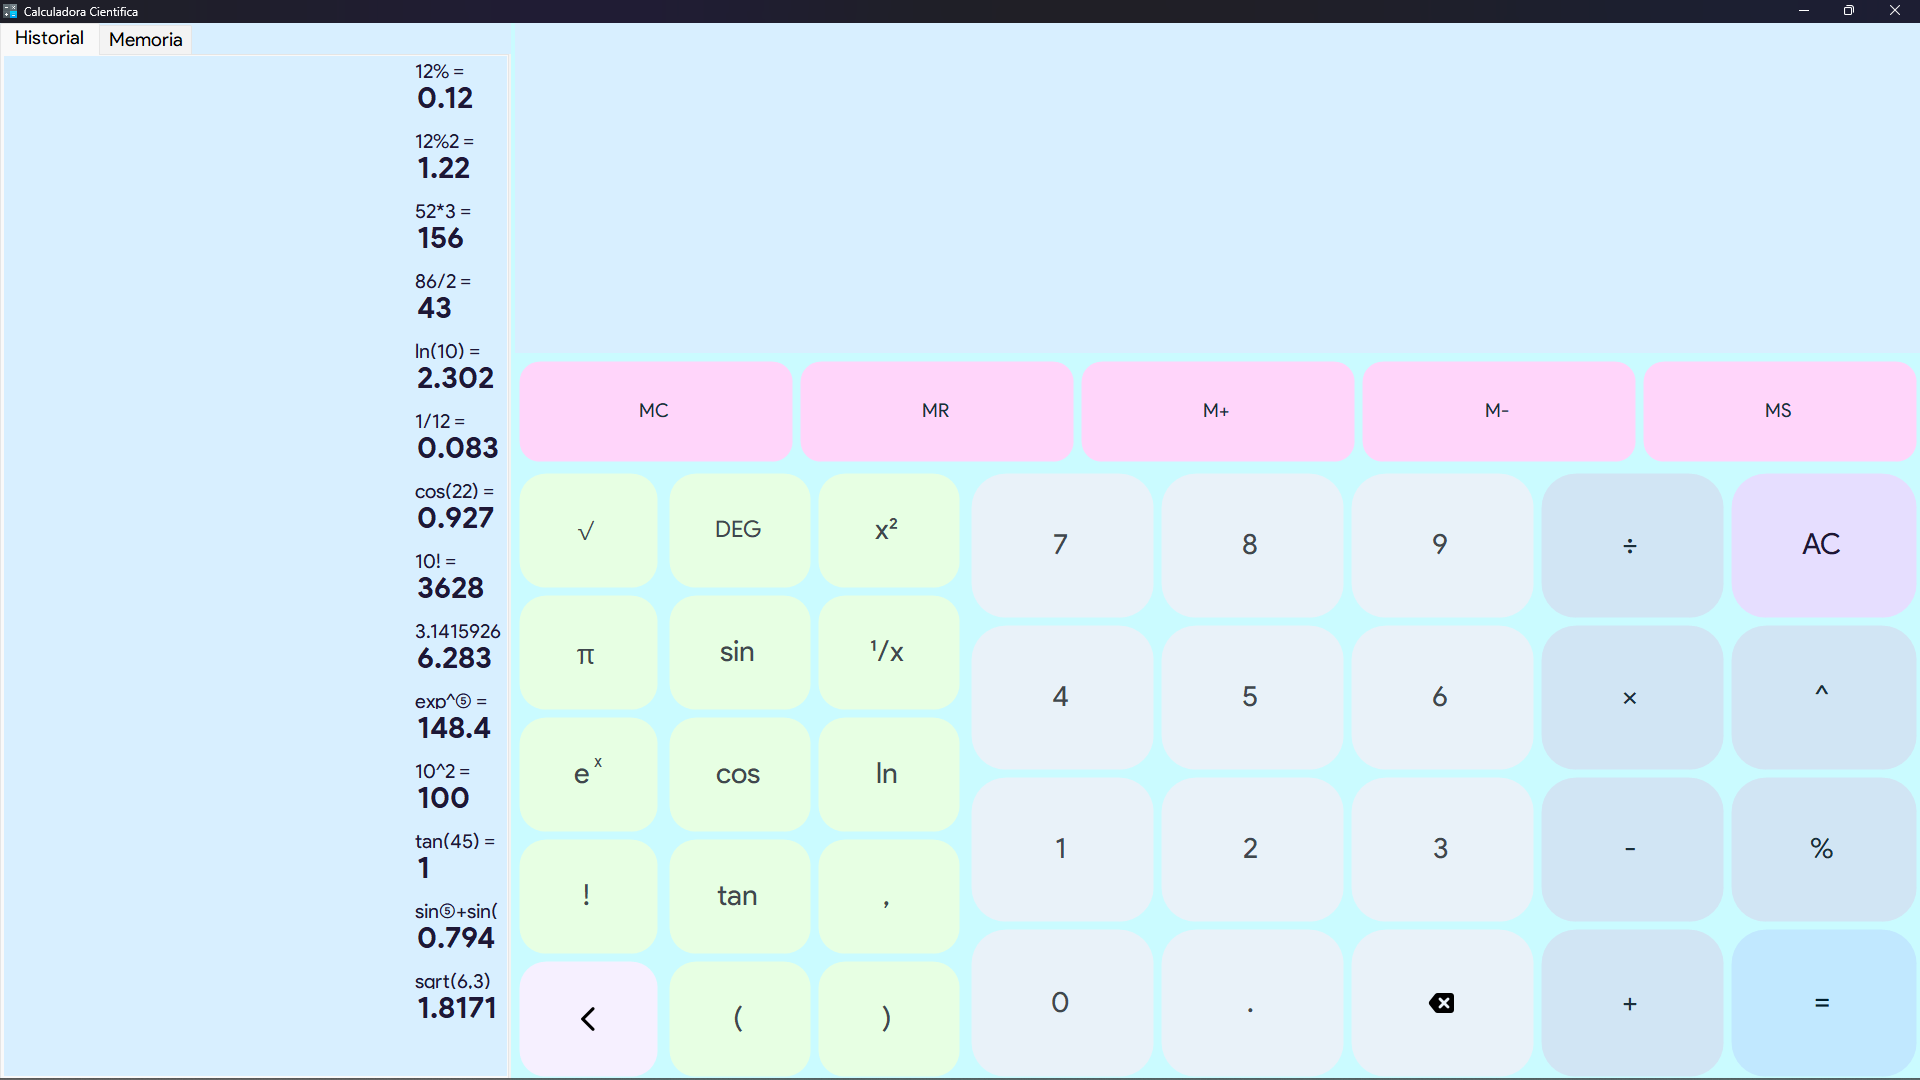 Calculadora Científica
Historial
Memoria
12% =
0.12
12%2 =
1.22
52*3 =
156
86/2 =
43
ln(10) =
2.302
1/12 =
0.083
cos(22) =
0.927
10! =
3628
3.1415926
6.283
exp^⑤ =
148.4
10^2 =
100
tan(45) =
1
sin⑤+sin(
0.794
sqrt(6,3)
1.8171
MC
MR
M+
M-
MS
√
DEG
x²
7
8
9
÷
AC
π
sin
¹/x
4
5
6
×
^
eˣ
cos
ln
1
2
3
-
%
!
tan
,
0
.
+
=
(
)